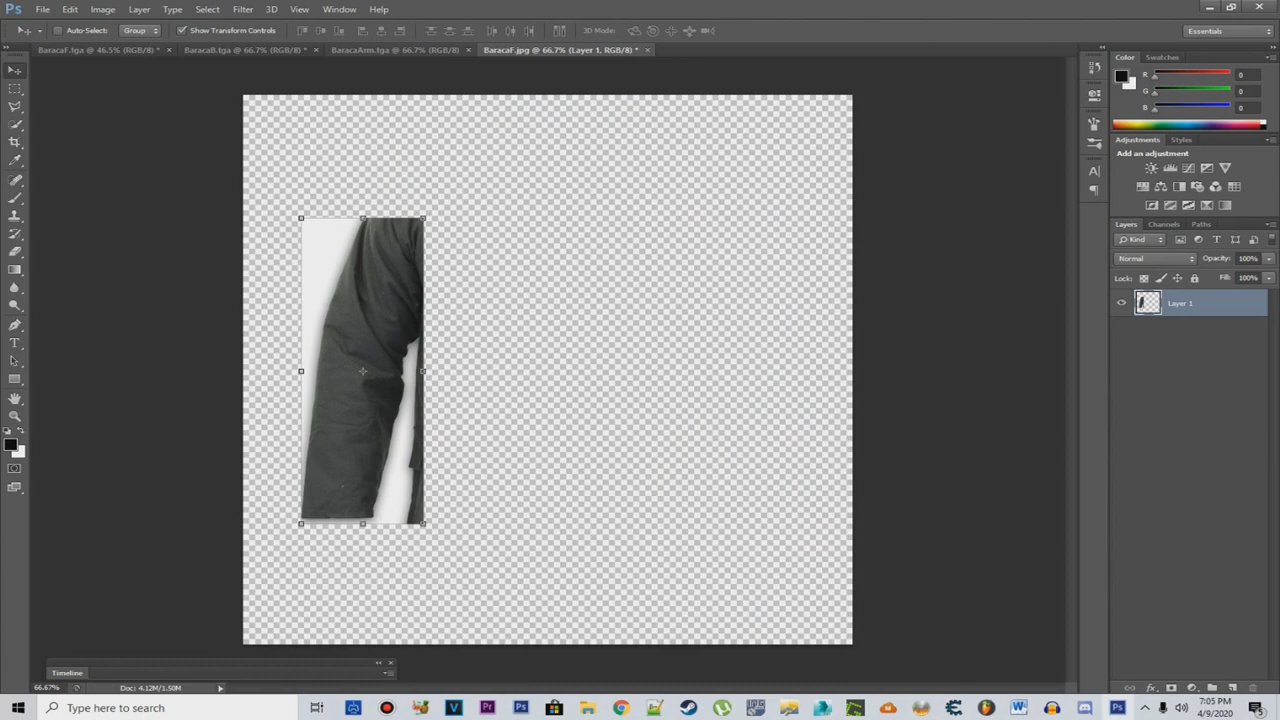 Ps File Edit Image Layer Type Select Filter 3D View Window Help
Auto-Select: Group Show Transform Controls 3D Mode: Essentials
BaracaF.tga @ 46.5% (RGB/8) * × BaracaB.tga @ 66.7% (RGB/8) * × BaracaArm.tga @ 66.7% (RGB/8) × BaracaF.jpg @ 66.7% (Layer 1, RGB/8) * ×
Color Swatches
R 0
G 0
B 0
Adjustments Styles
Add an adjustment
Layers Channels Paths
Kind
Normal Opacity: 100%
Lock: Fill: 100%
Layer 1
Timeline
66.67% Doc: 4.12M/1.50M
Type here to search
7:05 PM
4/9/2020